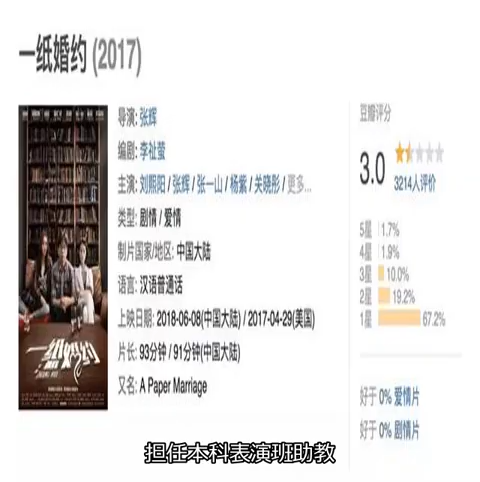 一纸婚约 (2017)
导演: 张辉
编剧: 李祉莹
主演: 刘熙阳 / 张辉 / 张一山 / 杨紫 / 关晓彤 / 更多...
类型: 剧情 / 爱情
制片国家/地区: 中国大陆
语言: 汉语普通话
上映日期: 2018-06-08(中国大陆) / 2017-04-29(美国)
片长: 93分钟 / 91分钟(中国大陆)
又名: A Paper Marriage
豆瓣评分
3.0
3214人评价
5星 1.7%
4星 1.9%
3星 10.0%
2星 19.2%
1星 67.2%
好于 0% 爱情片
好于 0% 剧情片
一纸婚约
担任本科表演班助教